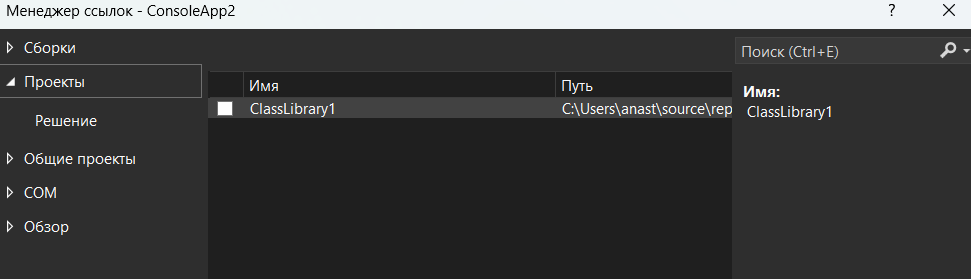 Менеджер ссылок - ConsoleApp2
? 
Сборки
Поиск (Ctrl+E)
Проекты
Имя
Путь
Имя:
ClassLibrary1
C:\Users\anast\source\rep
ClassLibrary1
Решение
Общие проекты
COM
Обзор